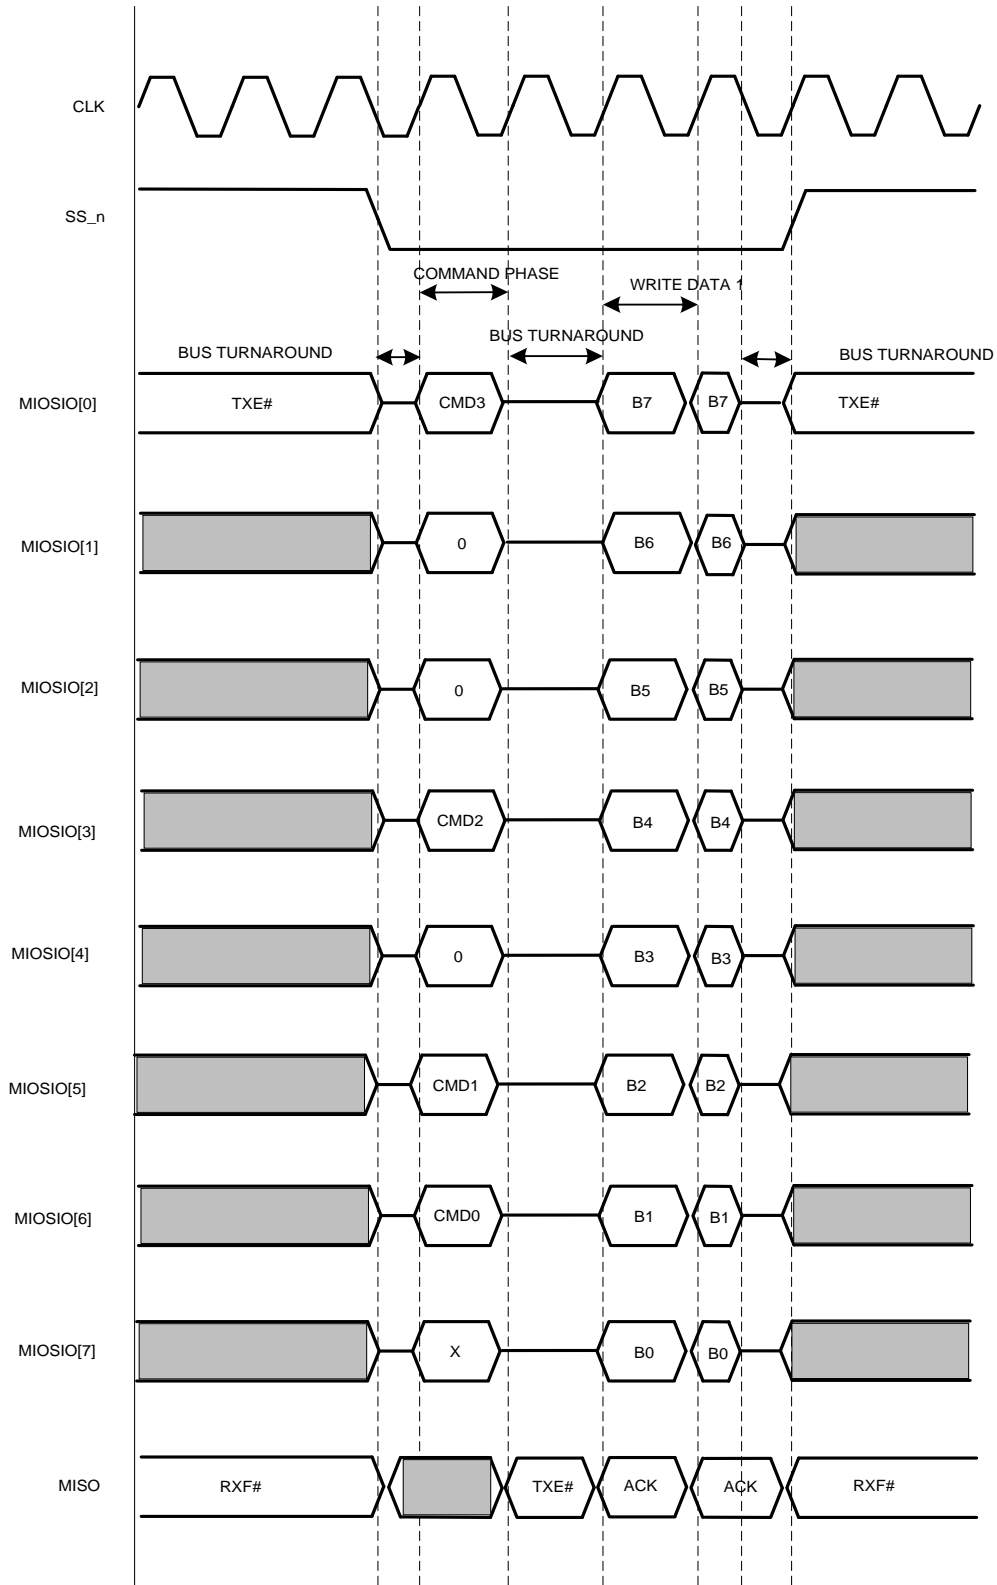 CLK
SS_n
COMMAND PHASE
WRITE DATA 1
BUS TURNAROUND
BUS TURNAROUND BUS TURNAROUND
MIOSIO[0] TXE# CMD3 B7 B7 TXE#
MIOSIO[1] 0 B6 B6
MIOSIO[2] 0 B5 B5
MIOSIO[3] CMD2 B4 B4
MIOSIO[4] 0 B3 B3
MIOSIO[5] CMD1 B2 B2
MIOSIO[6] CMD0 B1 B1
MIOSIO[7] X B0 B0
MISO RXF# TXE# ACK ACK RXF#